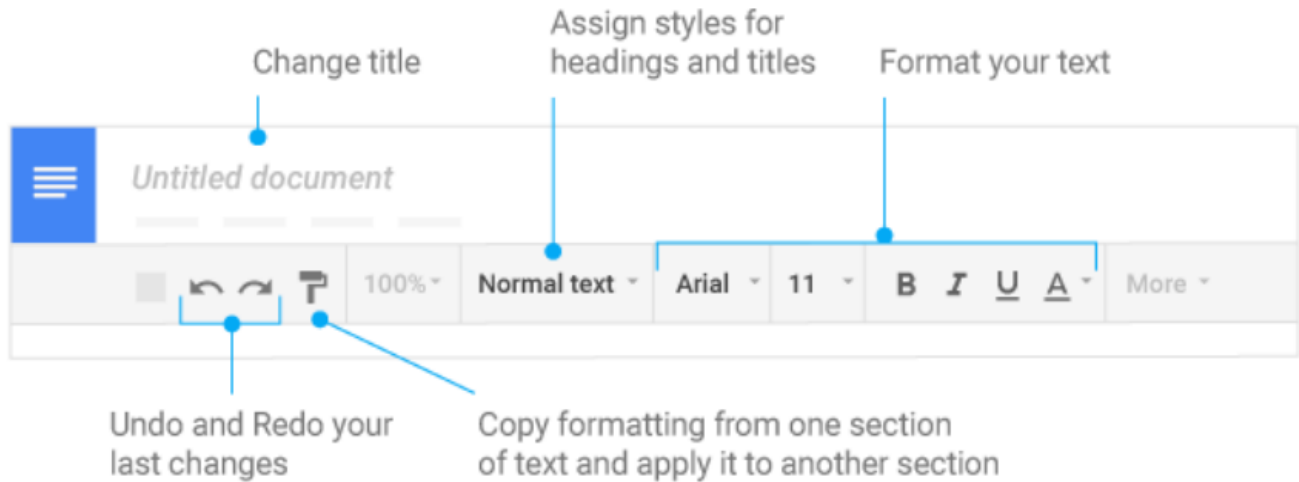 Assign styles for
Change title headings and titles Format your text
Untitled document
100% Normal text Arial 11 B I U A More
Undo and Redo your Copy formatting from one section
last changes of text and apply it to another section